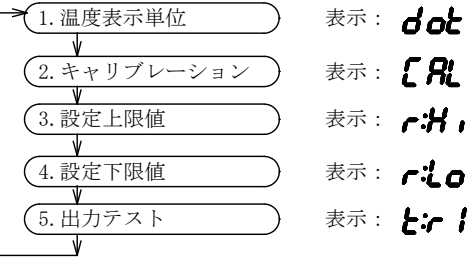 1.温度表示単位 表示： dot
2.キャリブレーション 表示： CAL
3.設定上限値 表示： r:Hi
4.設定下限値 表示： r:Lo
5.出力テスト 表示： t:r1